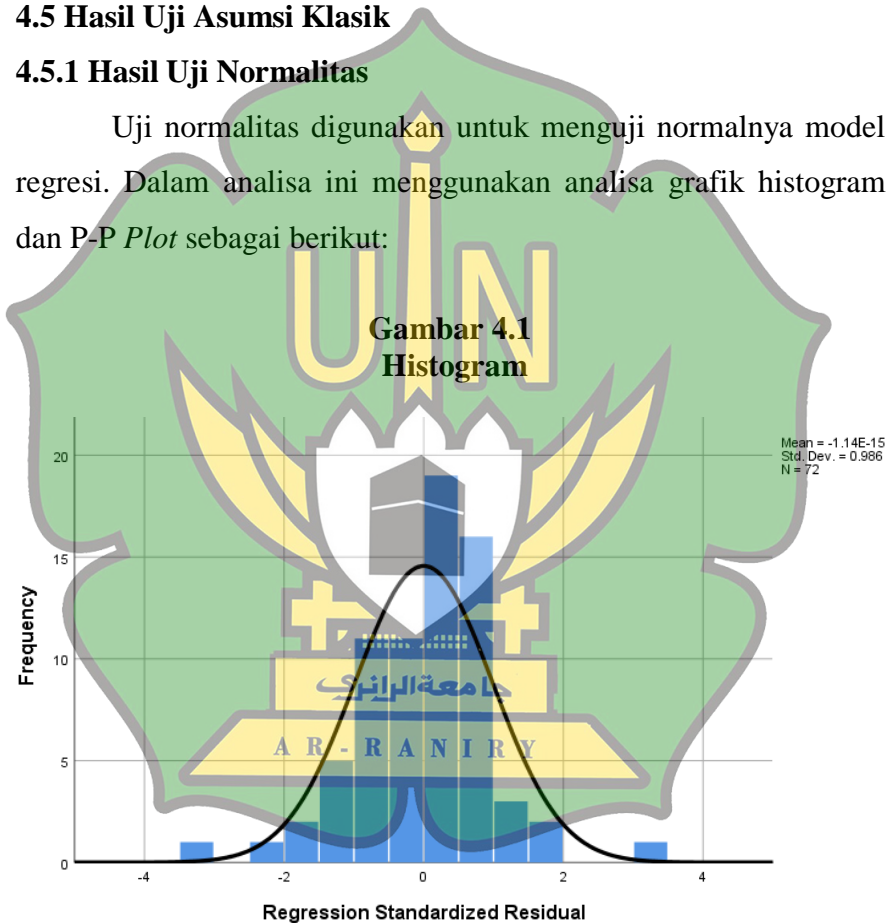 4.5 Hasil Uji Asumsi Klasik
4.5.1 Hasil Uji Normalitas
Uji normalitas digunakan untuk menguji normalnya model
regresi. Dalam analisa ini menggunakan analisa grafik histogram
dan P-P Plot sebagai berikut:
UIN
Gambar 4.1
Histogram
Mean = -1.14E-15
Std. Dev. = 0.986
N = 72
20
15
10
5
0
Frequency
جامعة الرانري
AR-RANIRY
-4
-2
0
2
4
Regression Standardized Residual